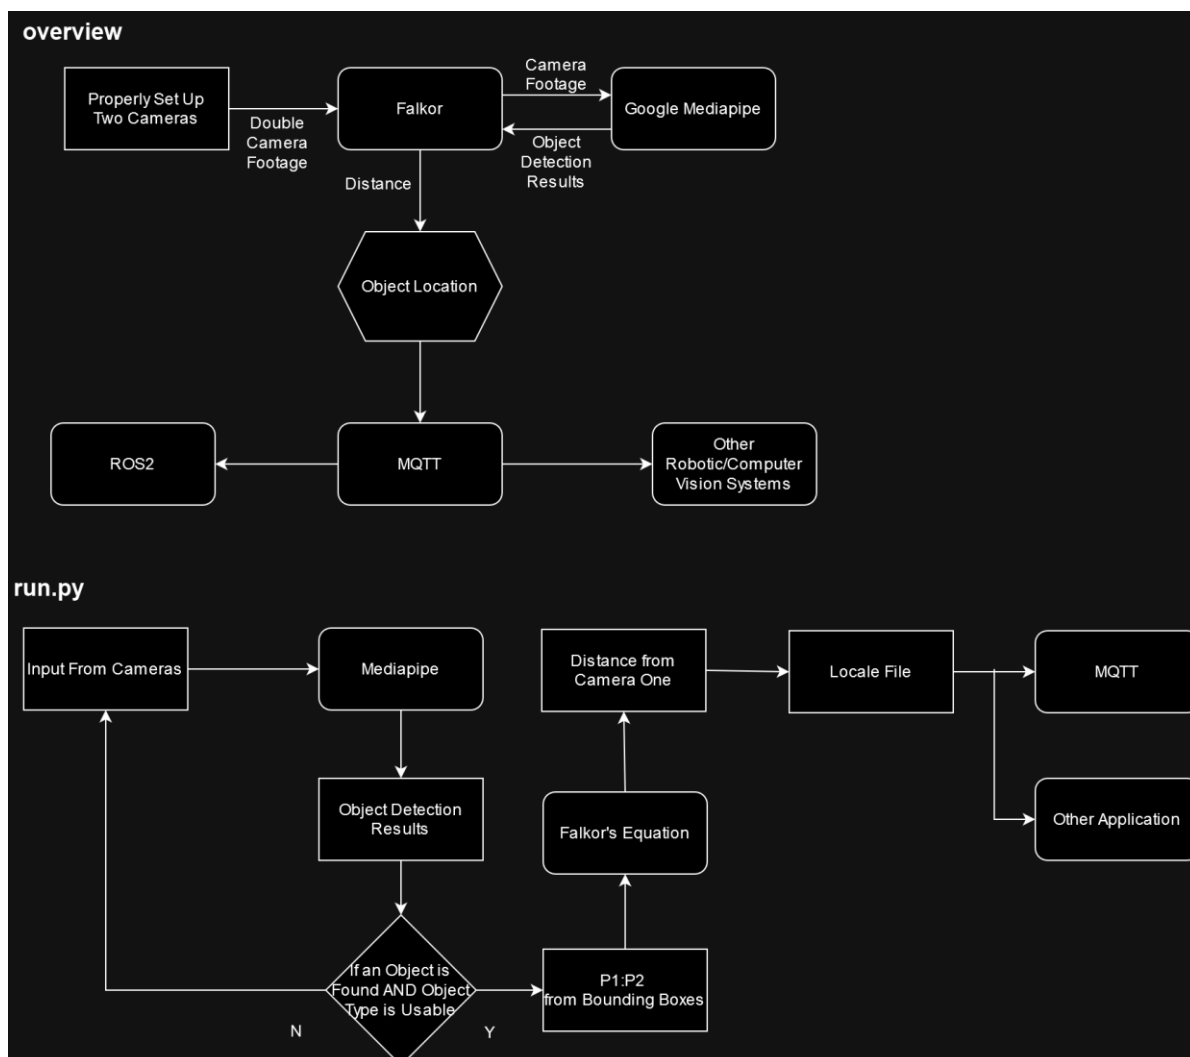 overview
Properly Set Up
Two Cameras
Double
Camera
Footage
Falkor
Camera
Footage
Google Mediapipe
Object
Detection
Results
Distance
Object Location
ROS2
MQTT
Other
Robotic/Computer
Vision Systems
run.py
Input From Cameras
Mediapipe
Object Detection
Results
If an Object is
Found AND Object
Type is Usable
N
Y
P1:P2
from Bounding Boxes
Falkor's Equation
Distance from
Camera One
Locale File
MQTT
Other Application